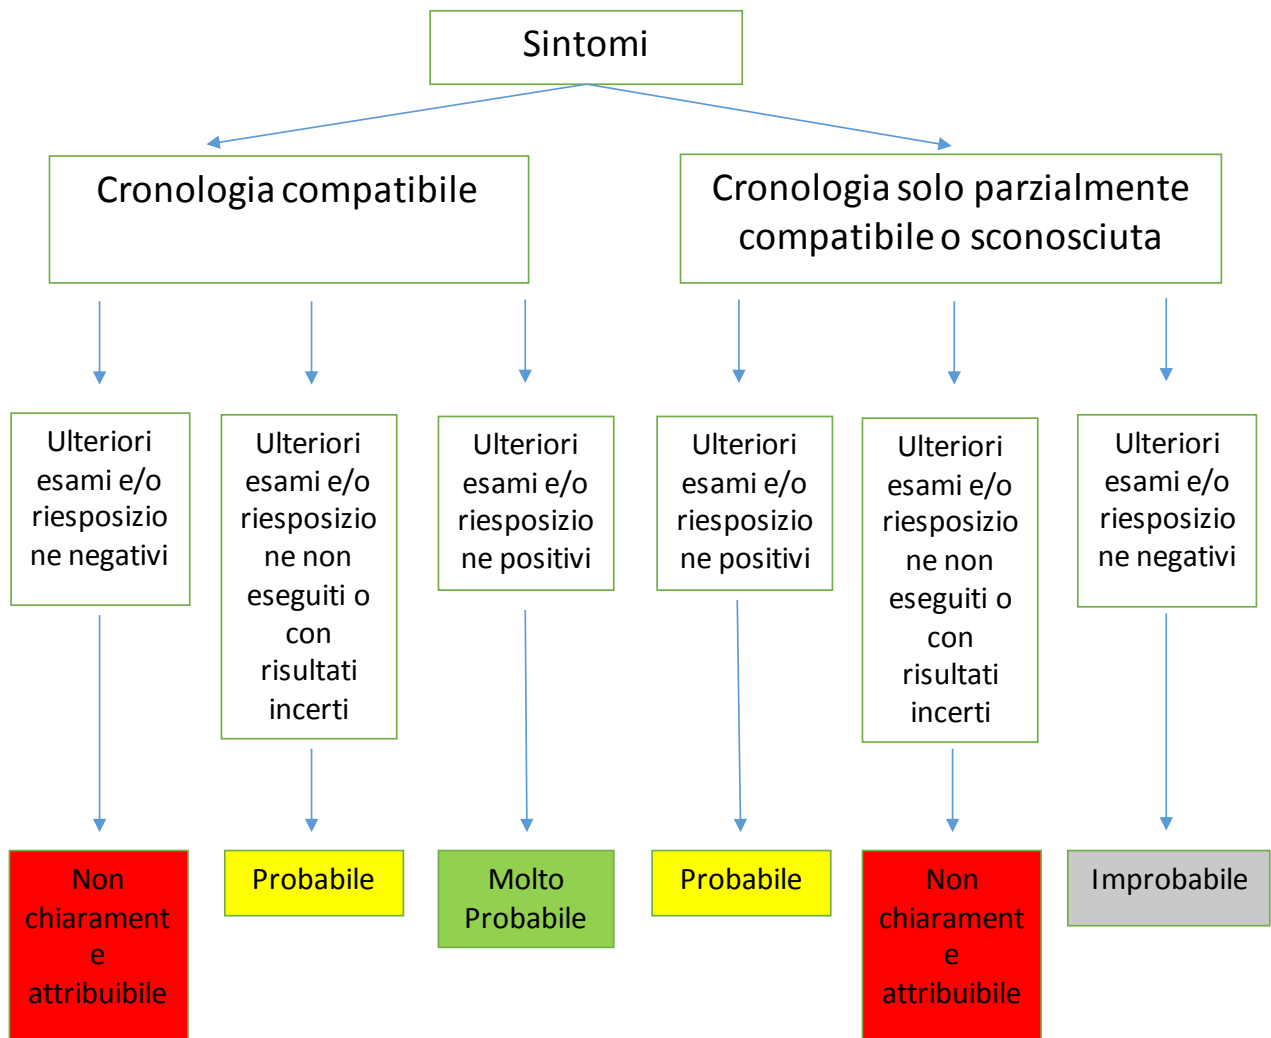 Sintomi
Cronologia compatibile
Cronologia solo parzialmente
compatibile o sconosciuta
Ulteriori
esami e/o
riesposizio
ne negativi
Ulteriori
esami e/o
riesposizio
ne non
eseguiti o
con
risultati
incerti
Ulteriori
esami e/o
riesposizio
ne positivi
Ulteriori
esami e/o
riesposizio
ne positivi
Ulteriori
esami e/o
riesposizio
ne non
eseguiti o
con
risultati
incerti
Ulteriori
esami e/o
riesposizio
ne negativi
Non
chiarament
e
attribuibile
Probabile
Molto
Probabile
Probabile
Non
chiarament
e
attribuibile
Improbabile